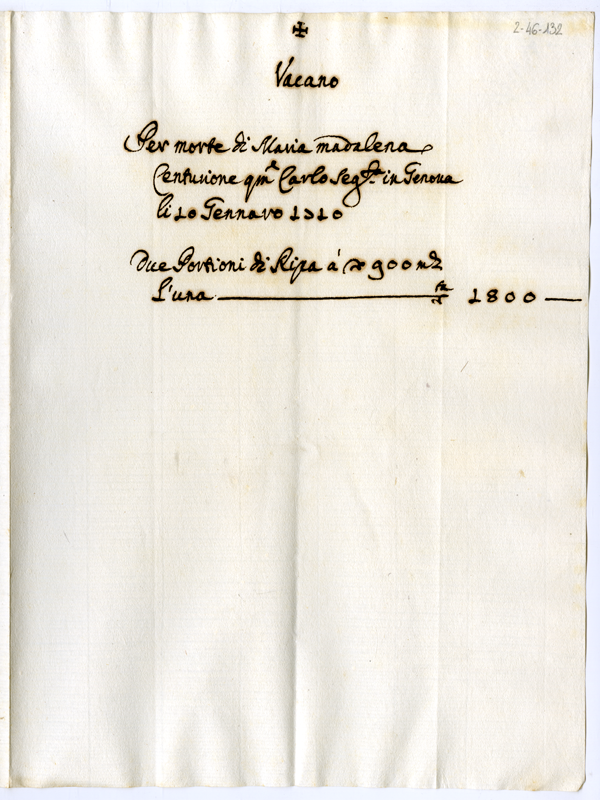 ✠
2-46-132
Vacano
Per morte di Maria madalena
Centurione qm Carlo seg.ta in Genova
li 10 Gennaro 1710
Due Portioni di Ripa á 900 mta
L'una 1800